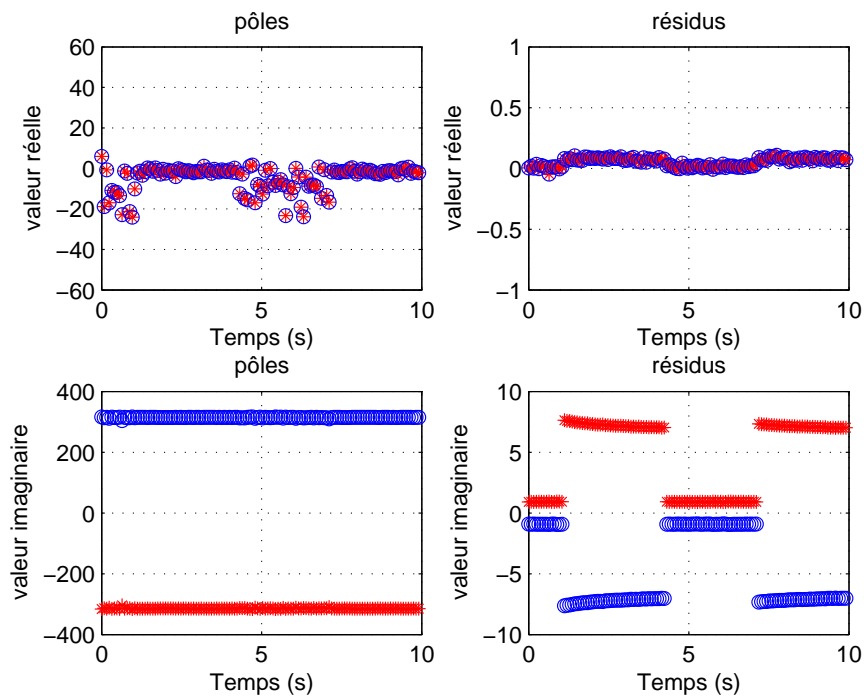 pôles
résidus
60
40
20
0
−20
−40
−60
valeur réelle
0
5
10
Temps (s)
1
0.5
0
−0.5
−1
valeur réelle
0
5
10
Temps (s)
pôles
résidus
400
200
0
−200
−400
valeur imaginaire
0
5
10
Temps (s)
10
5
0
−5
−10
valeur imaginaire
0
5
10
Temps (s)